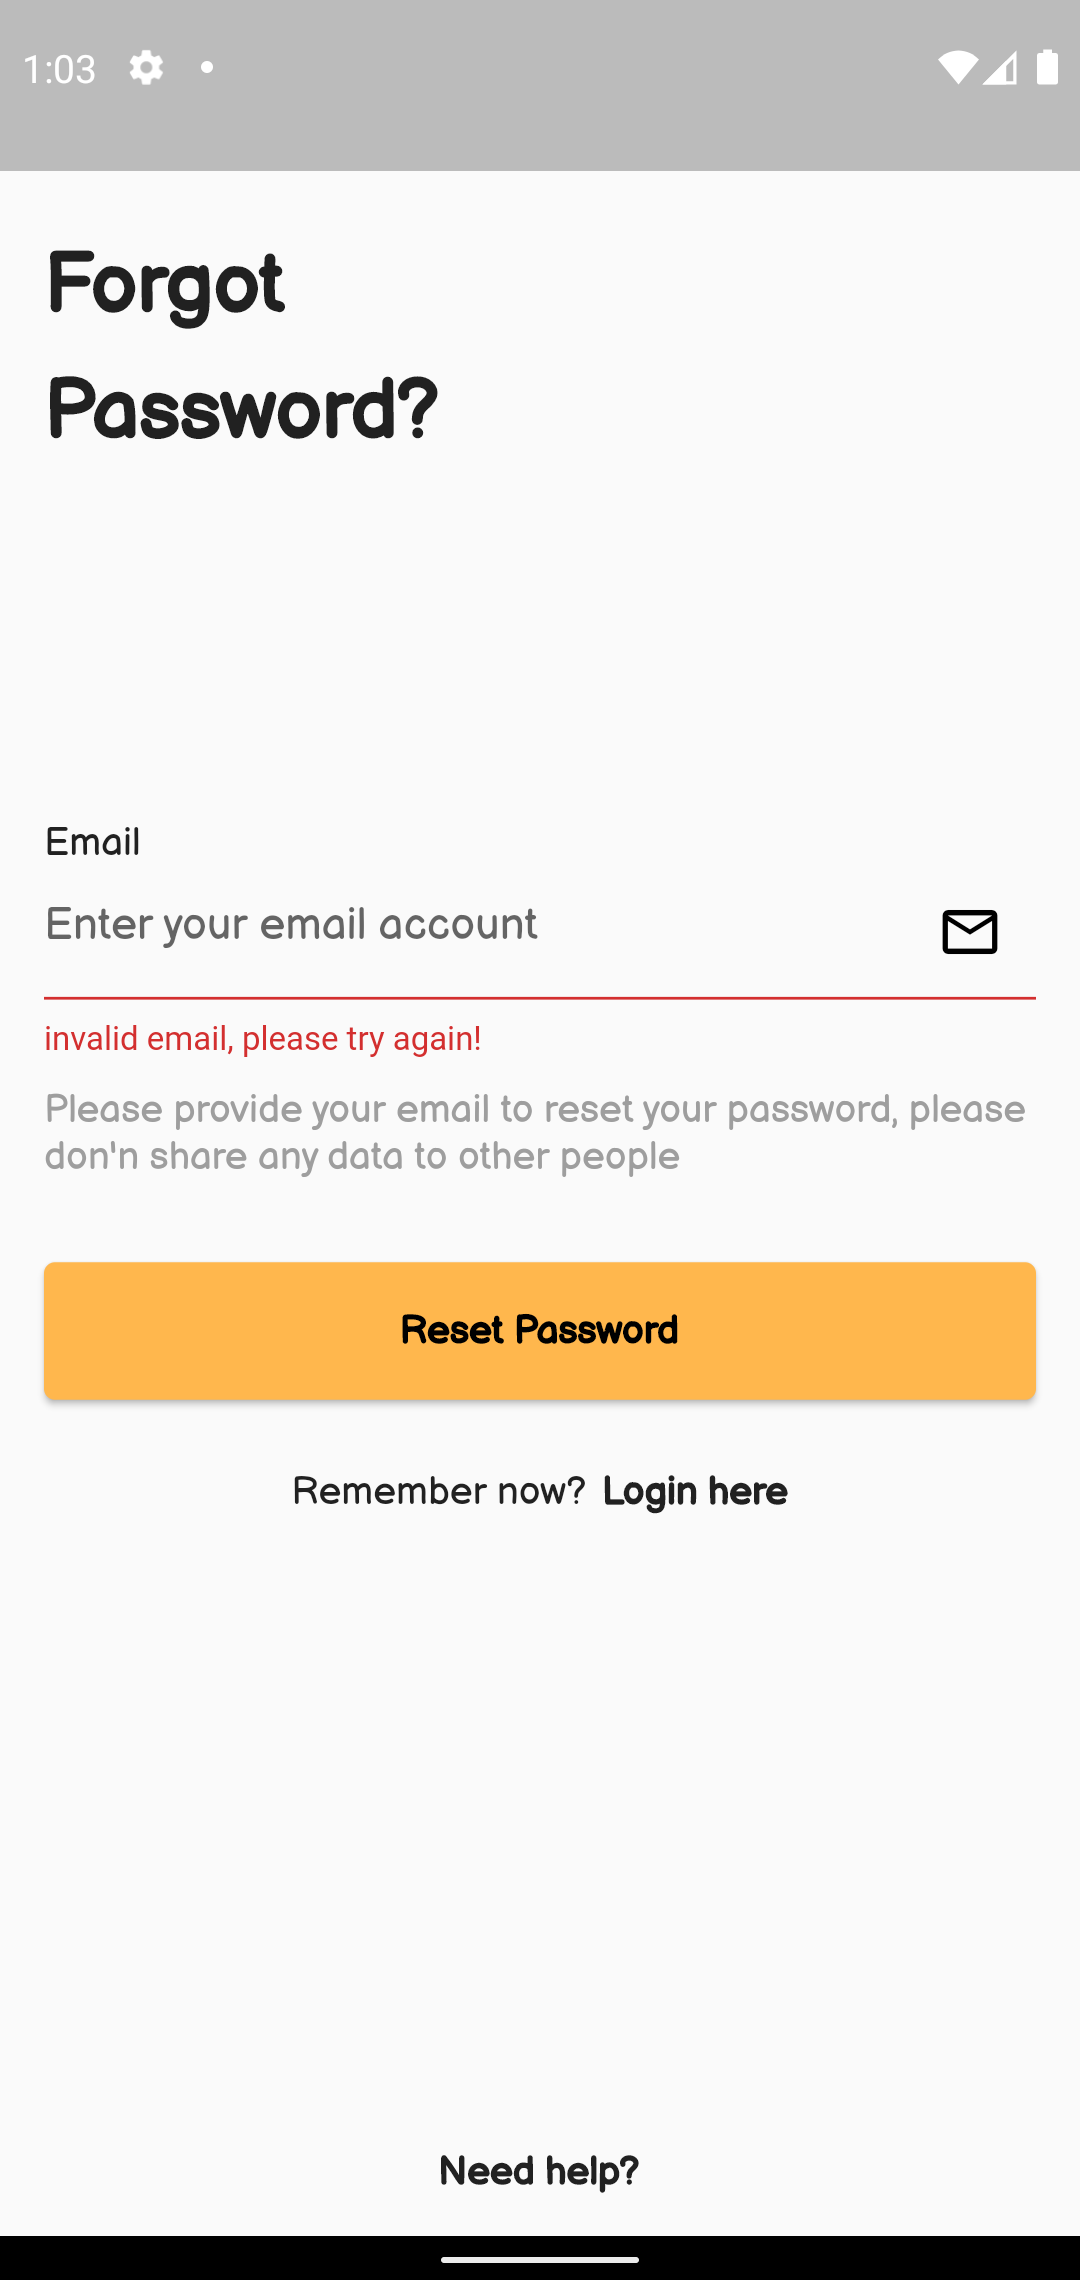 1:03
Forgot
Password?
Email
Enter your email account
invalid email, please try again!
Please provide your email to reset your password, please
don'n share any data to other people
Reset Password
Remember now? Login here
Need help?